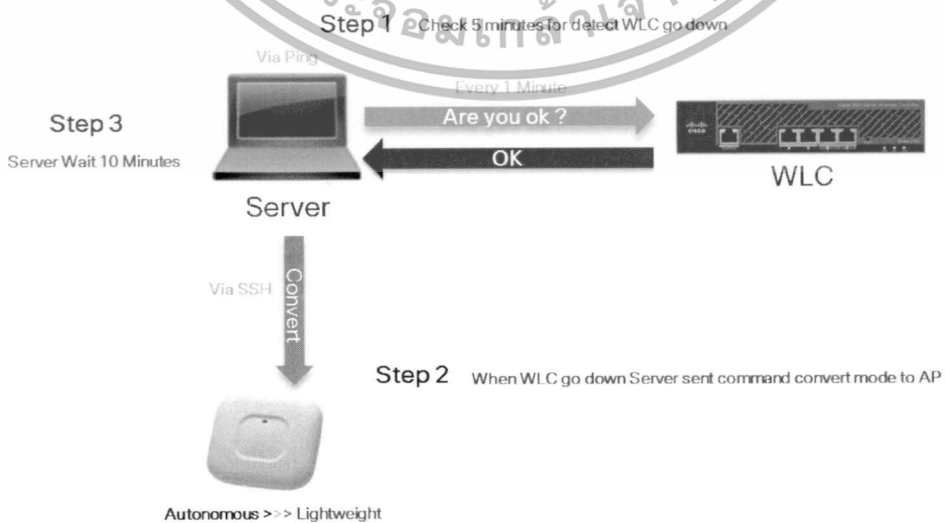 Step 1 Check 5 minutes for detect WLC go down
Via Ping
Every 1 Minute
Are you ok ?
OK
Step 3
Server Wait 10 Minutes
Server
CISCO
WLC
Via SSH
Convert
Step 2 When WLC go down Server sent command convert mode to AP
Autonomous >>> Lightweight